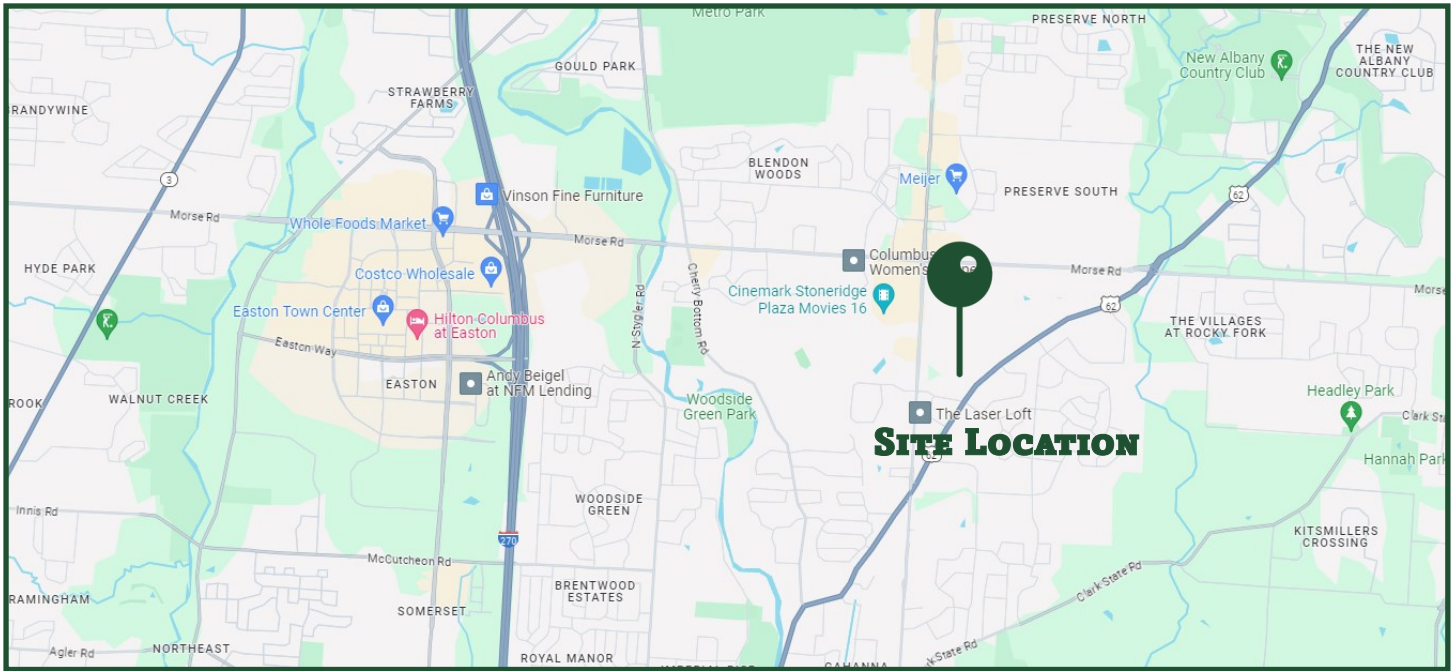 Metro Park
PRESERVE NORTH
New Albany
Country Club
THE NEW
ALBANY
COUNTRY CLUB
GOULD PARK
STRAWBERRY
FARMS
BLENDON
WOODS
3
Meijer
PRESERVE SOUTH
62
Vinson Fine Furniture
Whole Foods Market
Morse Rd
Morse Rd
Columbus
Women's
HYDE PARK
Costco Wholesale
Morse Rd
Morse
Cinemark Stoneridge
Plaza Movies 16
62
Easton Town Center
Hilton Columbus
at Easton
N Stygler Rd
Cherry Bottom Rd
THE VILLAGES
AT ROCKY FORK
Easton Way
EASTON
Andy Beigel
at NFM Lending
WALNUT CREEK
Woodside
Green Park
The Laser Loft
Headley Park
Clark Sta
SITE LOCATION
62
Hannah Park
WOODSIDE
GREEN
Innis Rd
270
KITSMILLERS
CROSSING
McCutcheon Rd
BRENTWOOD
ESTATES
Clark State Rd
SOMERSET
NORTHEAST
Agler Rd
ROYAL MANOR
State Rd